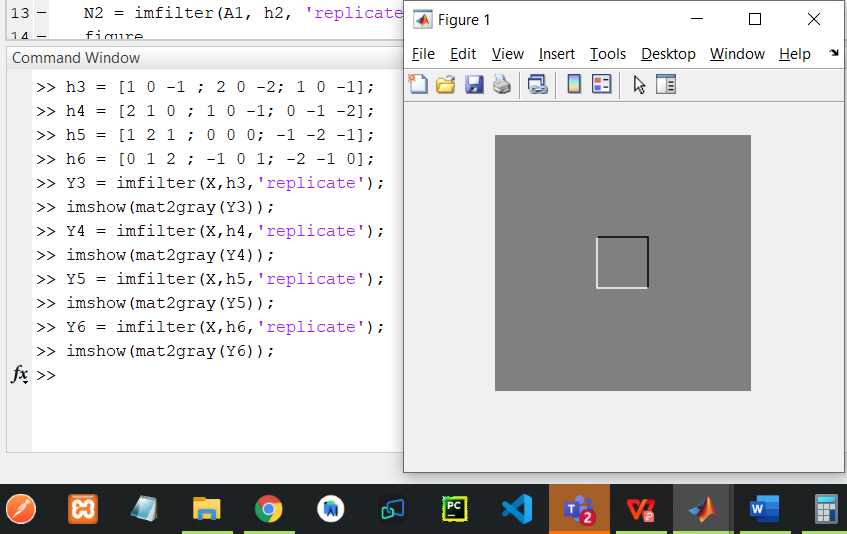 13 – N2 = imfilter(A1, h2, 'replicate
14 – figure
Command Window
>> h3 = [1 0 -1 ; 2 0 -2; 1 0 -1];
>> h4 = [2 1 0 ; 1 0 -1; 0 -1 -2];
>> h5 = [1 2 1 ; 0 0 0; -1 -2 -1];
>> h6 = [0 1 2 ; -1 0 1; -2 -1 0];
>> Y3 = imfilter(X,h3,'replicate');
>> imshow(mat2gray(Y3));
>> Y4 = imfilter(X,h4,'replicate');
>> imshow(mat2gray(Y4));
>> Y5 = imfilter(X,h5,'replicate');
>> imshow(mat2gray(Y5));
>> Y6 = imfilter(X,h6,'replicate');
>> imshow(mat2gray(Y6));
fx >>
Figure 1
File Edit View Insert Tools Desktop Window Help
PC T 2 W